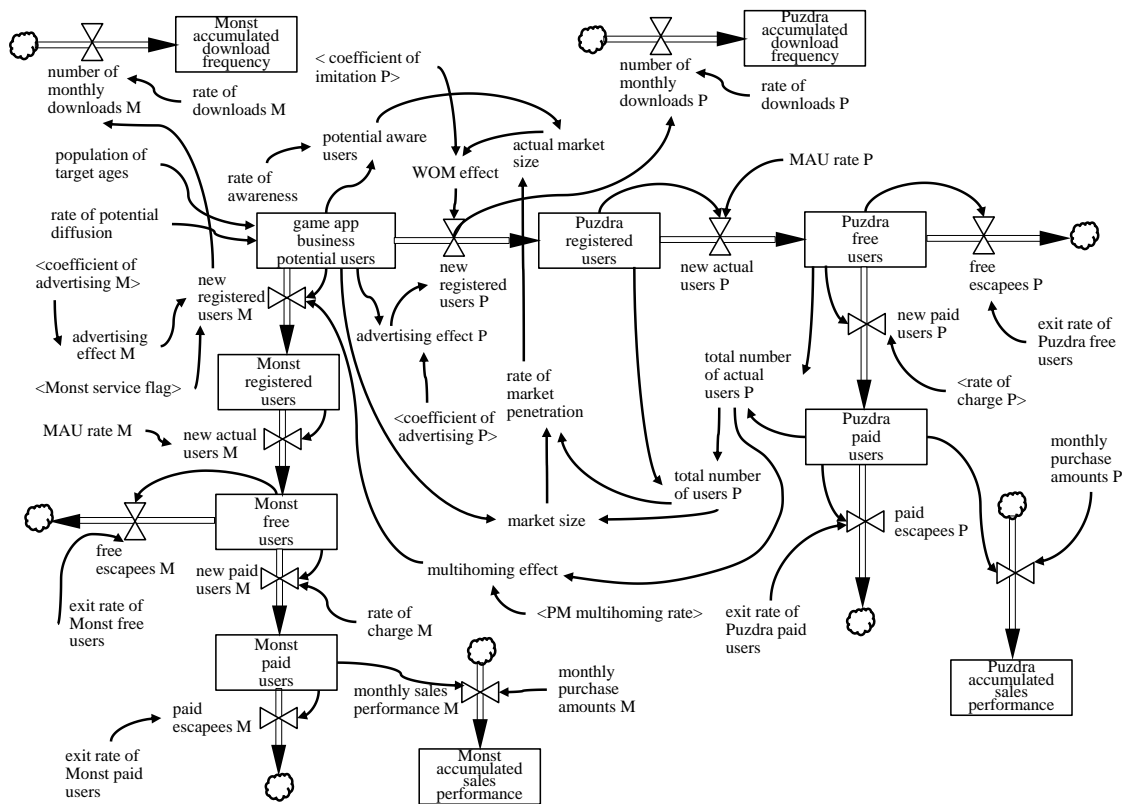 Monst
accumulated
download
frequency
Puzdra
accumulated
download
frequency
number of
monthly
downloads M
rate of
downloads M
< coefficient of
imitation P>
number of
monthly
downloads P
rate of
downloads P
population of
target ages
potential aware
users
actual market
size
MAU rate P
rate of
awareness
WOM effect
rate of potential
diffusion
game app
business
potential users
Puzdra
registered
users
Puzdra
free
users
<coefficient of
advertising M>
new
registered
users M
new
registered
users P
new actual
users P
free
escapees P
advertising
effect M
advertising effect P
new paid
users P
exit rate of
Puzdra free
users
<Monst service flag>
Monst
registered
users
rate of
market
penetration
total number
of actual
users P
<rate of
charge P>
<coefficient of
advertising P>
MAU rate M
new actual
users M
Puzdra
paid
users
monthly
purchase
amounts P
total number
of users P
Monst
free
users
market size
paid
escapees P
free
escapees M
new paid
users M
multihoming effect
exit rate of
Monst free
users
rate of
charge M
<PM multihoming rate>
exit rate of
Puzdra paid
users
Monst
paid
users
monthly sales
performance M
monthly
purchase
amounts M
Puzdra
accumulated
sales
performance
paid
escapees M
exit rate of
Monst paid
users
Monst
accumulated
sales
performance